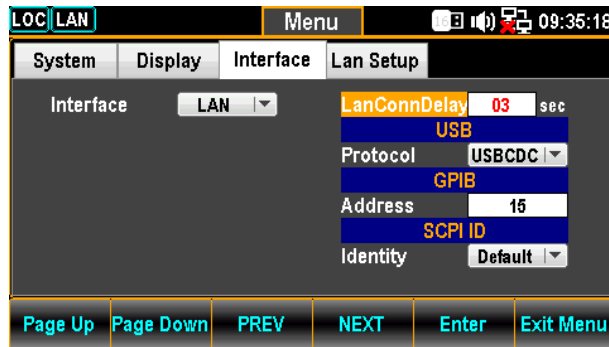 LOC LAN Menu 16 09:35:18
System Display Interface Lan Setup
Interface LAN LanConnDelay 03 sec
USB
Protocol USBCDC
GPIB
Address 15
SCPI ID
Identity Default
Page Up Page Down PREV NEXT Enter Exit Menu